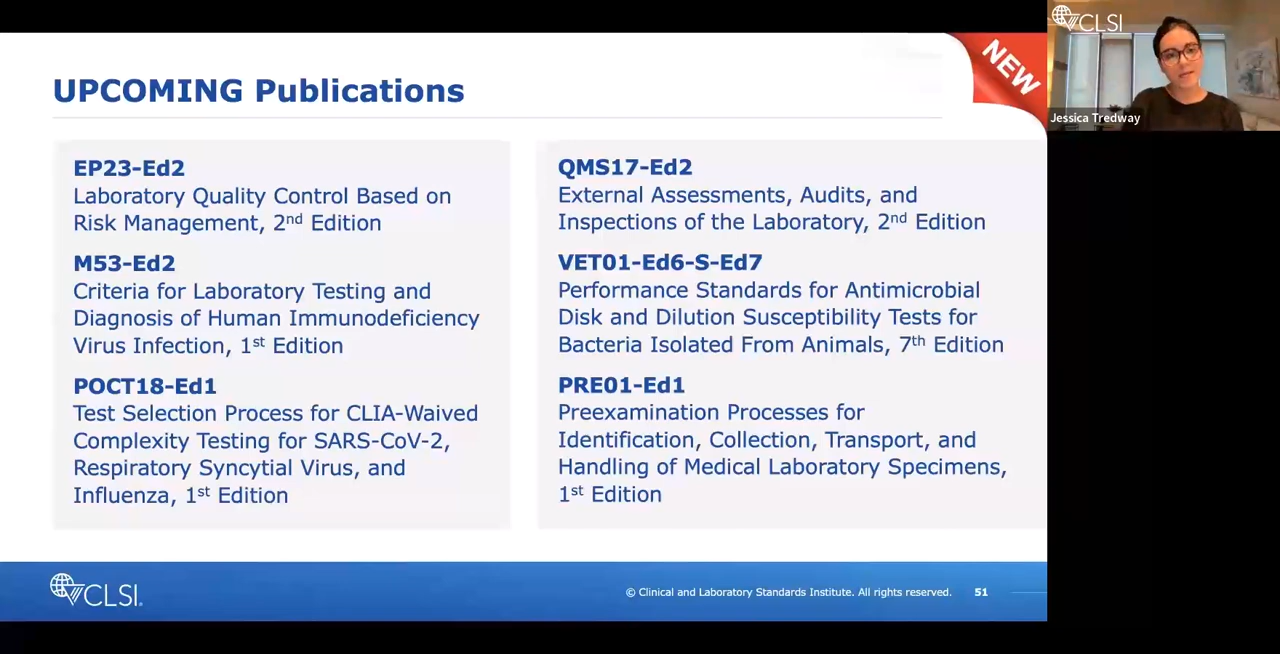 UPCOMING Publications
NEW
EP23-Ed2
Laboratory Quality Control Based on
Risk Management, 2nd Edition
M53-Ed2
Criteria for Laboratory Testing and
Diagnosis of Human Immunodeficiency
Virus Infection, 1st Edition
POCT18-Ed1
Test Selection Process for CLIA-Waived
Complexity Testing for SARS-CoV-2,
Respiratory Syncytial Virus, and
Influenza, 1st Edition
QMS17-Ed2
External Assessments, Audits, and
Inspections of the Laboratory, 2nd Edition
VET01-Ed6-S-Ed7
Performance Standards for Antimicrobial
Disk and Dilution Susceptibility Tests for
Bacteria Isolated From Animals, 7th Edition
PRE01-Ed1
Preexamination Processes for
Identification, Collection, Transport, and
Handling of Medical Laboratory Specimens,
1st Edition
CLSI
Jessica Tredway
CLSI®
© Clinical and Laboratory Standards Institute. All rights reserved. 51